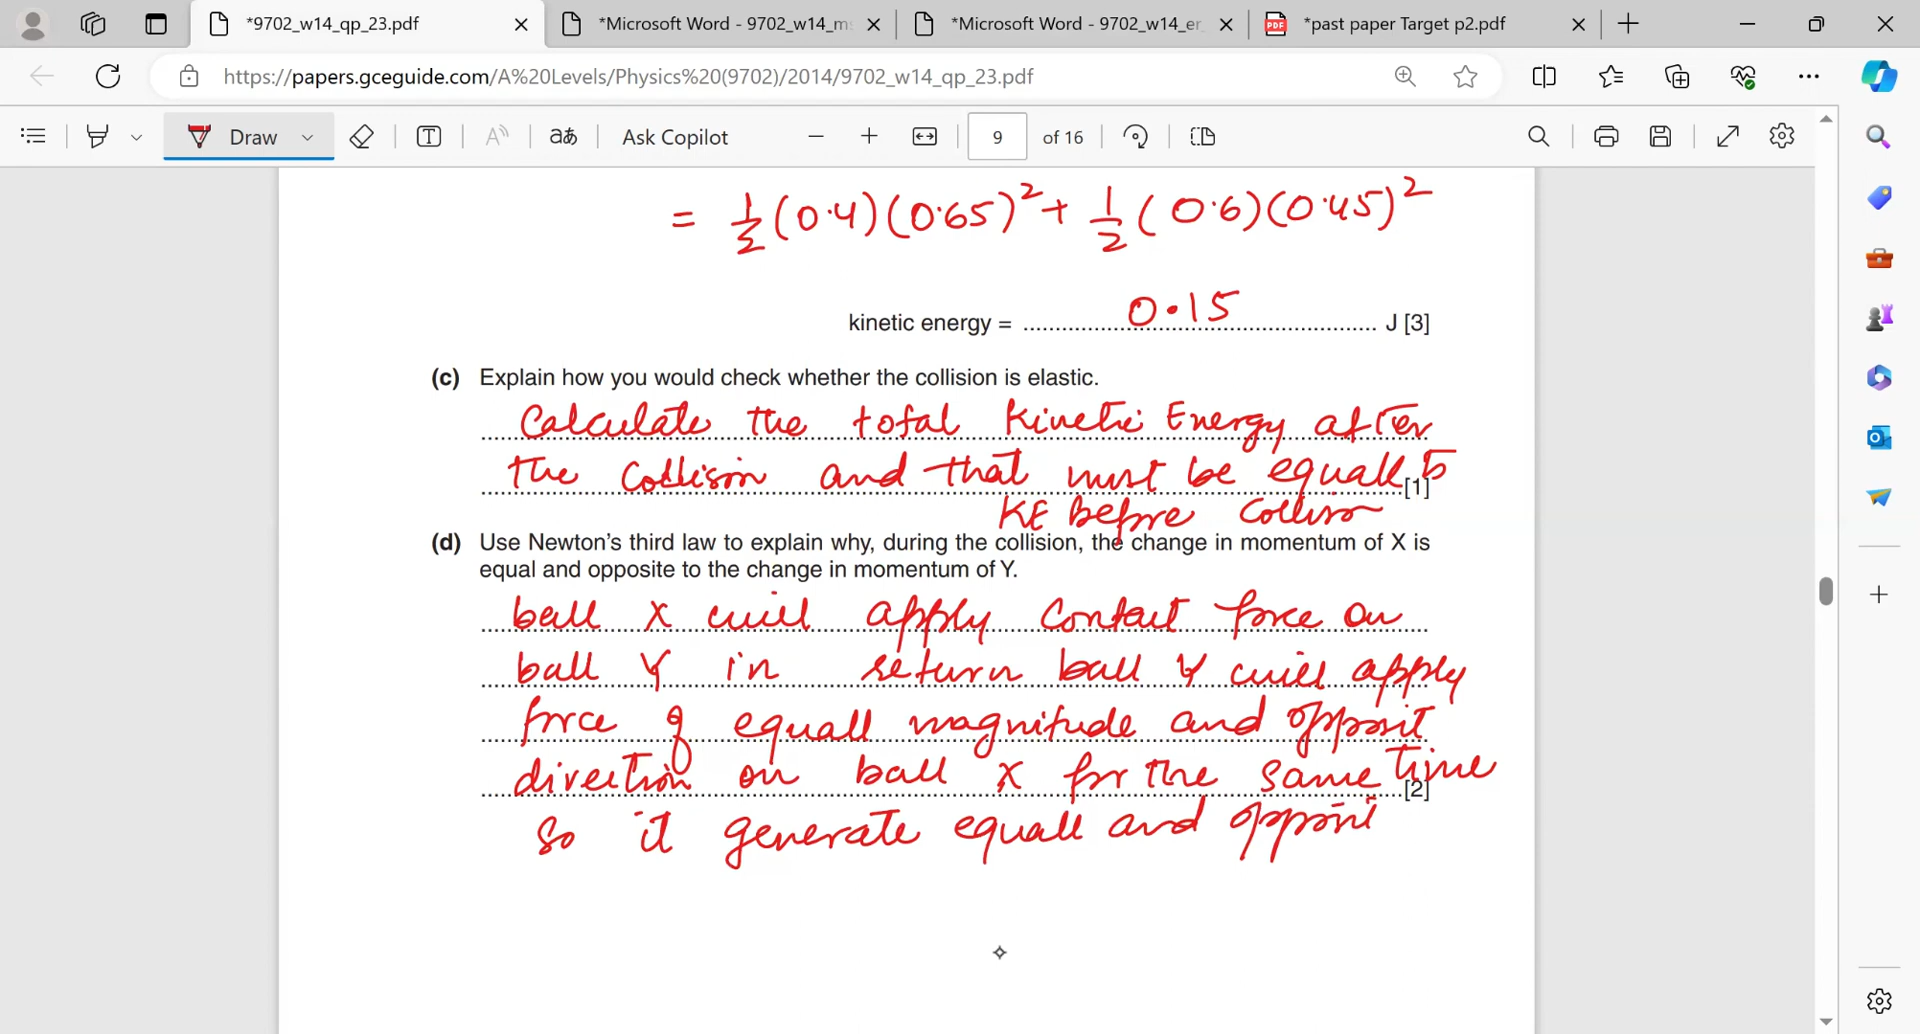 *9702_w14_qp_23.pdf
*Microsoft Word - 9702_w14_ms
*Microsoft Word - 9702_w14_er
*past paper Target p2.pdf
https://papers.gceguide.com/A%20Levels/Physics%20(9702)/2014/9702_w14_qp_23.pdf
Draw
T
aあ
Ask Copilot
9
of 16
= 1/2 (0.4)(0.65)² + 1/2 (0.6)(0.45)²
0.15
kinetic energy = ........................................................ J [3]
(c) Explain how you would check whether the collision is elastic.
Calculate the total Kinetic Energy after
the Collision and that must be equall to
[1]
KE before Collision
(d) Use Newton's third law to explain why, during the collision, the change in momentum of X is
equal and opposite to the change in momentum of Y.
ball X will apply Contact force on
ball Y in return ball Y will apply
force of equall magnitude and opposit
direction on ball X for the same time
[2]
so it generate equall and opposit